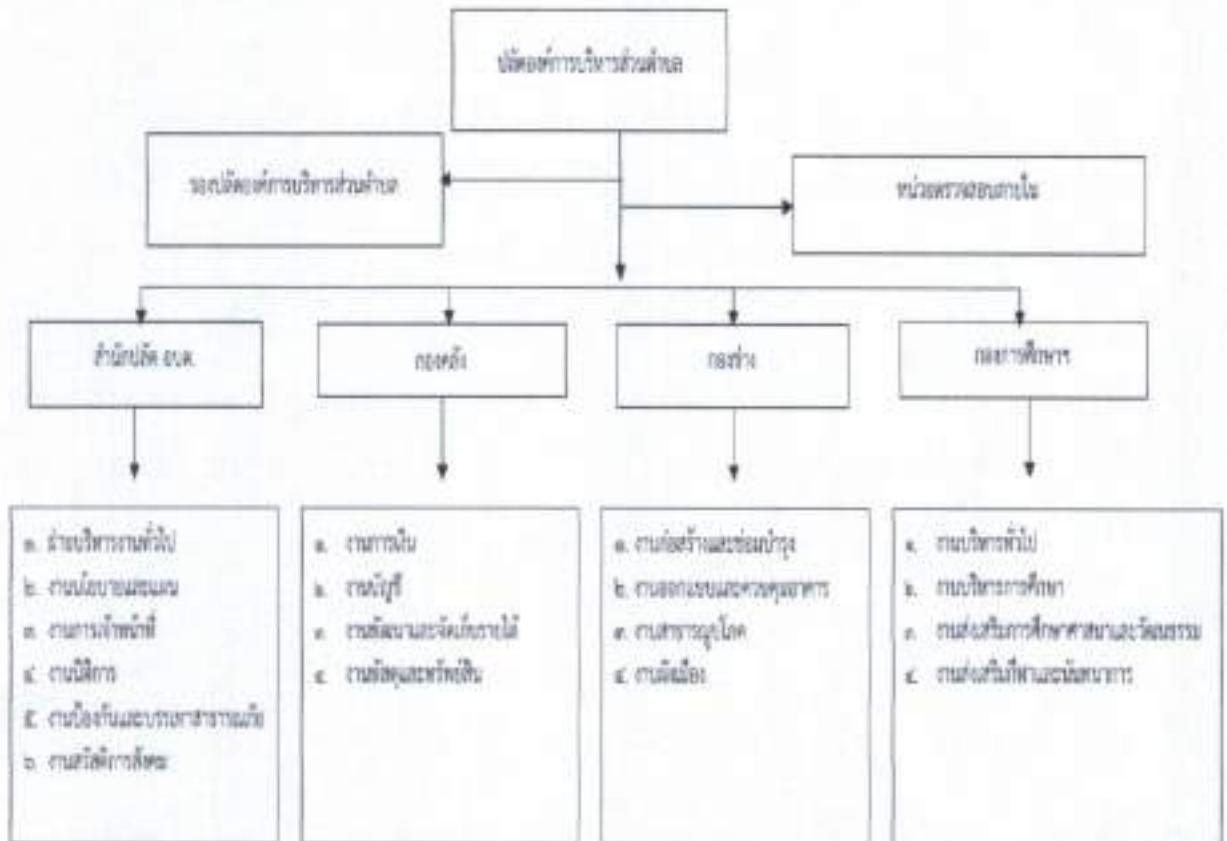 ปลัดองค์การบริหารส่วนตำบล
รองปลัดองค์การบริหารส่วนตำบล
หน่วยตรวจสอบภายใน
สำนักปลัด อบต.
กองคลัง
กองช่าง
กองการศึกษาฯ
๑. ฝ่ายบริหารงานทั่วไป
๒. งานนโยบายและแผน
๓. งานการเจ้าหน้าที่
๔. งานนิติการ
๕. งานป้องกันและบรรเทาสาธารณภัย
๖. งานสวัสดิการสังคม
๑. งานการเงิน
๒. งานบัญชี
๓. งานพัฒนาและจัดเก็บรายได้
๔. งานพัสดุและทรัพย์สิน
๑. งานก่อสร้างและซ่อมบำรุง
๒. งานออกแบบและควบคุมอาคาร
๓. งานสาธารณูปโภค
๔. งานผังเมือง
๑. งานบริหารทั่วไป
๒. งานบริหารการศึกษา
๓. งานส่งเสริมการศึกษาศาสนาและวัฒนธรรม
๔. งานส่งเสริมกีฬาและนันทนาการ